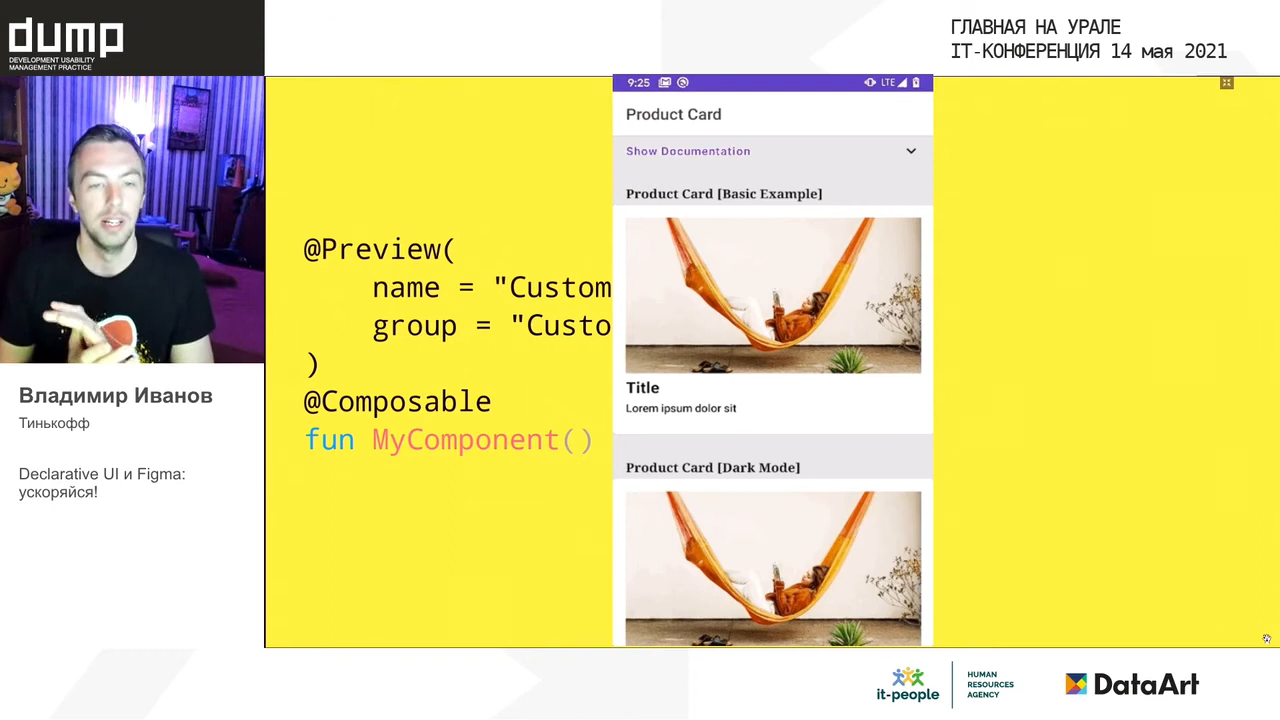 dump
DEVELOPMENT USABILITY
MANAGEMENT PRACTICE
ГЛАВНАЯ НА УРАЛЕ
IT-КОНФЕРЕНЦИЯ 14 мая 2021
Владимир Иванов
Тинькофф
Declarative UI и Figma:
ускоряйся!
@Preview(
name = "Custom
group = "Custo
)
@Composable
fun MyComponent()
9:25
LTE
Product Card
Show Documentation
Product Card [Basic Example]
Title
Lorem ipsum dolor sit
Product Card [Dark Mode]
it-people
HUMAN
RESOURCES
AGENCY
DataArt